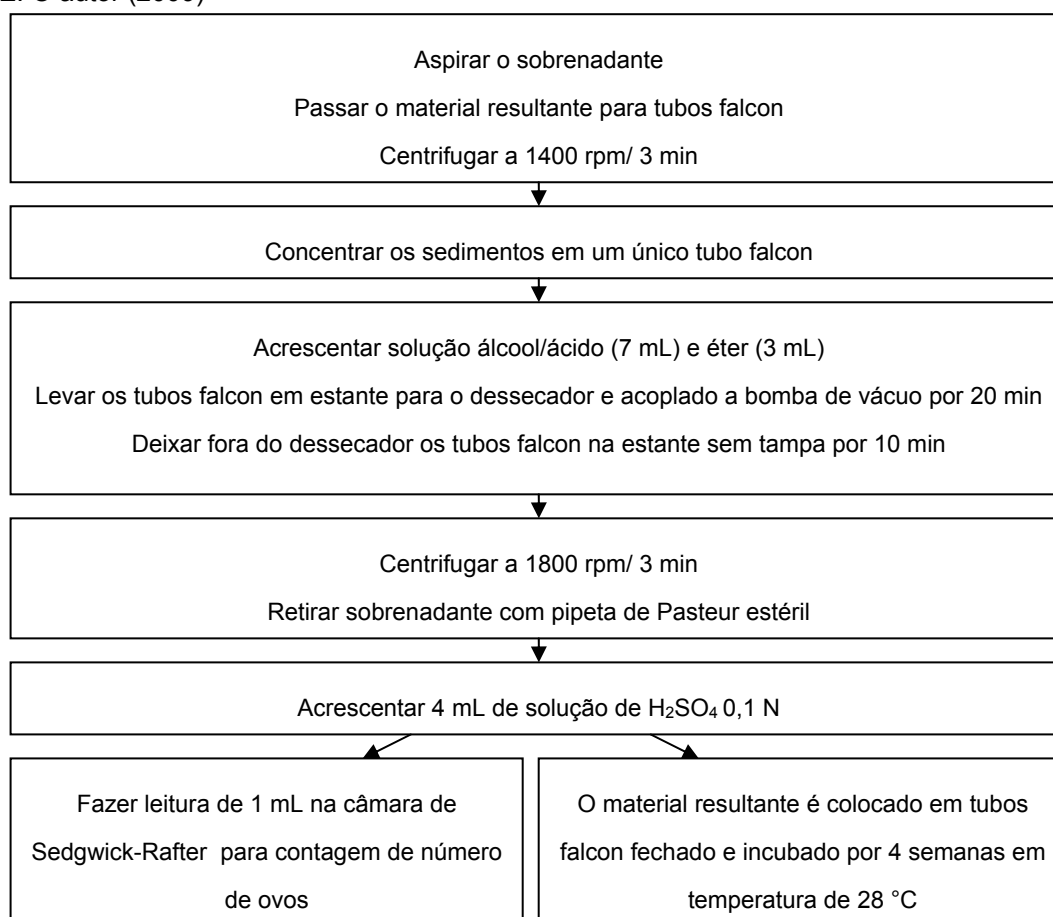 Aspirar o sobrenadante
Passar o material resultante para tubos falcon
Centrifugar a 1400 rpm/ 3 min
Concentrar os sedimentos em um único tubo falcon
Acrescentar solução álcool/ácido (7 mL) e éter (3 mL)
Levar os tubos falcon em estante para o dessecador e acoplado a bomba de vácuo por 20 min
Deixar fora do dessecador os tubos falcon na estante sem tampa por 10 min
Centrifugar a 1800 rpm/ 3 min
Retirar sobrenadante com pipeta de Pasteur estéril
Acrescentar 4 mL de solução de H₂SO₄ 0,1 N
Fazer leitura de 1 mL na câmara de
Sedgwick-Rafter para contagem de número
de ovos
O material resultante é colocado em tubos
falcon fechado e incubado por 4 semanas em
temperatura de 28 °C